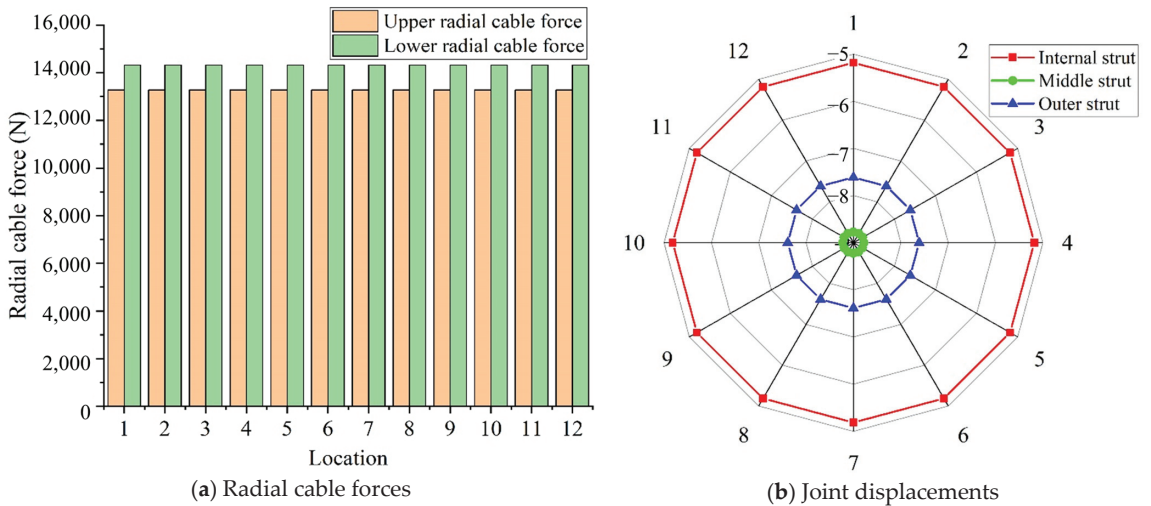 16,000
14,000
12,000
10,000
8,000
6,000
4,000
2,000
0
Radial cable force (N)
Upper radial cable force
Lower radial cable force
1 2 3 4 5 6 7 8 9 10 11 12
Location
(a) Radial cable forces
1
2
3
4
5
6
7
8
9
10
11
12
−5
−6
−7
−8
Internal strut
Middle strut
Outer strut
(b) Joint displacements